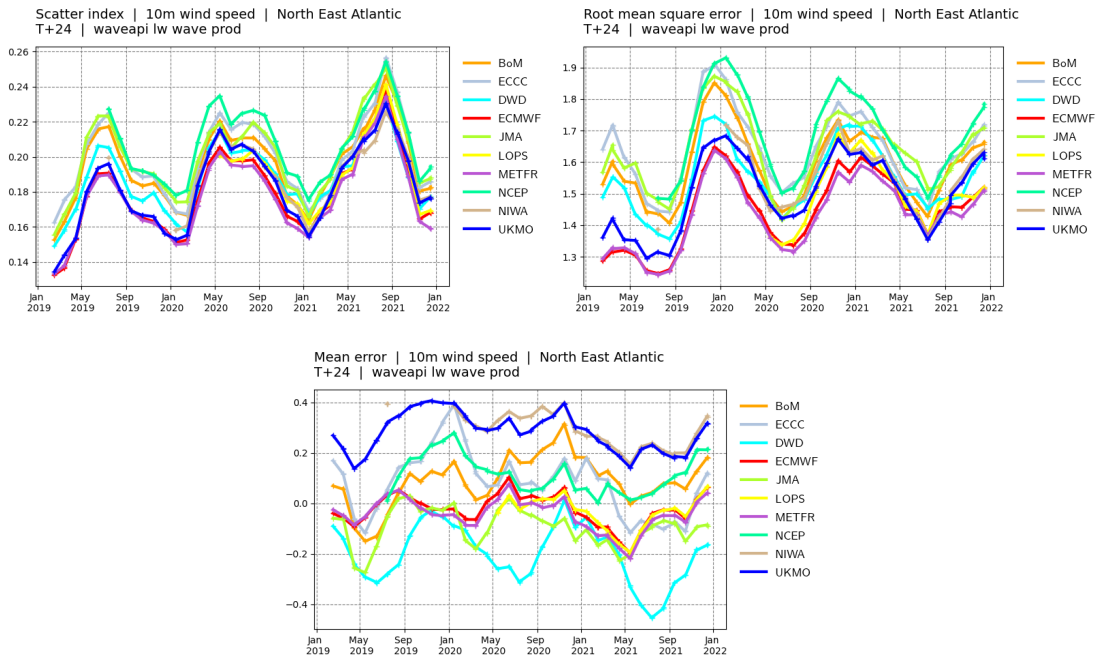 Scatter index | 10m wind speed | North East Atlantic
T+24 | waveapi lw wave prod
0.26
0.24
0.22
0.20
0.18
0.16
0.14
Jan 2019
May 2019
Sep 2019
Jan 2020
May 2020
Sep 2020
Jan 2021
May 2021
Sep 2021
Jan 2022
BoM
ECCC
DWD
ECMWF
JMA
LOPS
METFR
NCEP
NIWA
UKMO
Root mean square error | 10m wind speed | North East Atlantic
T+24 | waveapi lw wave prod
1.9
1.8
1.7
1.6
1.5
1.4
1.3
Jan 2019
May 2019
Sep 2019
Jan 2020
May 2020
Sep 2020
Jan 2021
May 2021
Sep 2021
Jan 2022
BoM
ECCC
DWD
ECMWF
JMA
LOPS
METFR
NCEP
NIWA
UKMO
Mean error | 10m wind speed | North East Atlantic
T+24 | waveapi lw wave prod
0.4
0.2
0.0
−0.2
−0.4
Jan 2019
May 2019
Sep 2019
Jan 2020
May 2020
Sep 2020
Jan 2021
May 2021
Sep 2021
Jan 2022
BoM
ECCC
DWD
ECMWF
JMA
LOPS
METFR
NCEP
NIWA
UKMO